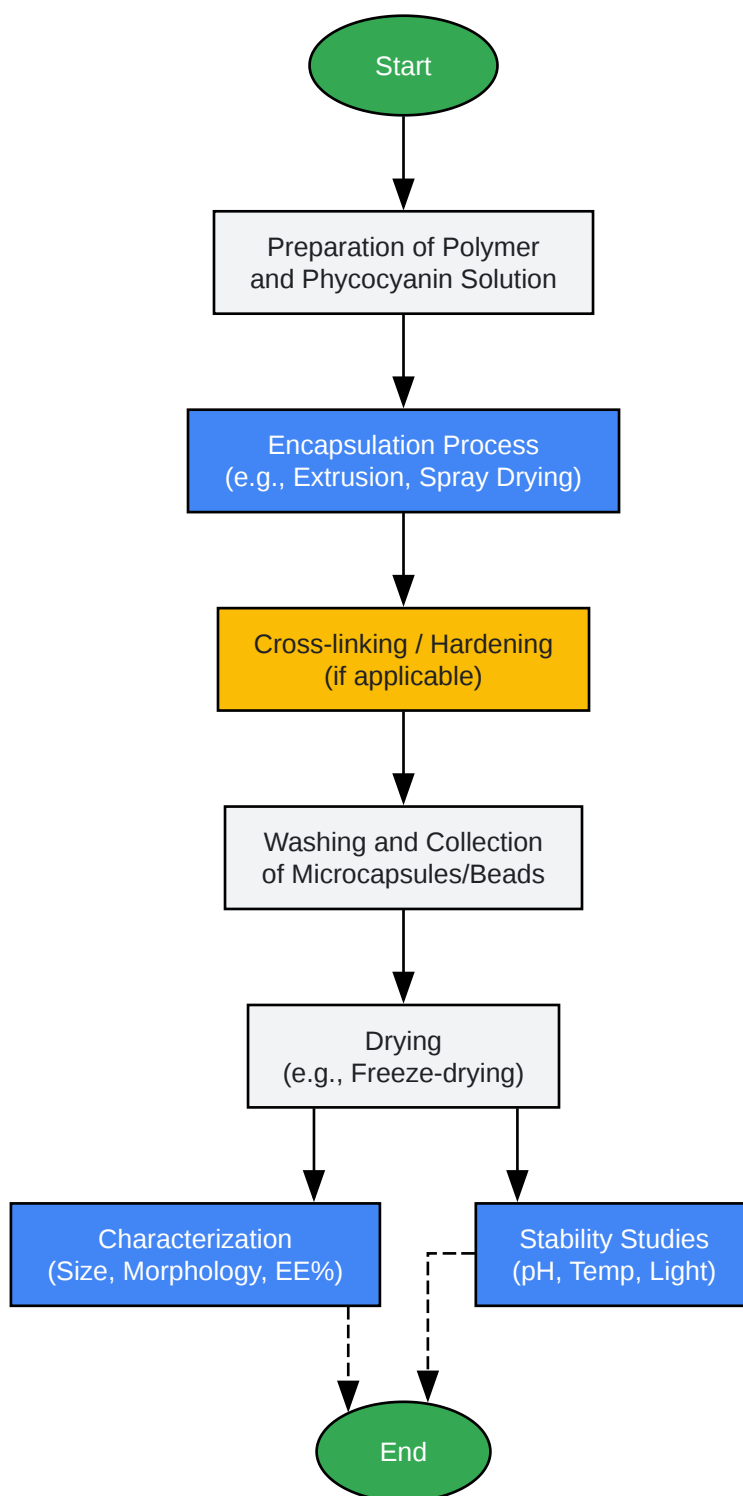 Start
Preparation of Polymer
and Phycocyanin Solution
Encapsulation Process
(e.g., Extrusion, Spray Drying)
Cross-linking / Hardening
(if applicable)
Washing and Collection
of Microcapsules/Beads
Drying
(e.g., Freeze-drying)
Characterization
(Size, Morphology, EE%)
Stability Studies
(pH, Temp, Light)
End